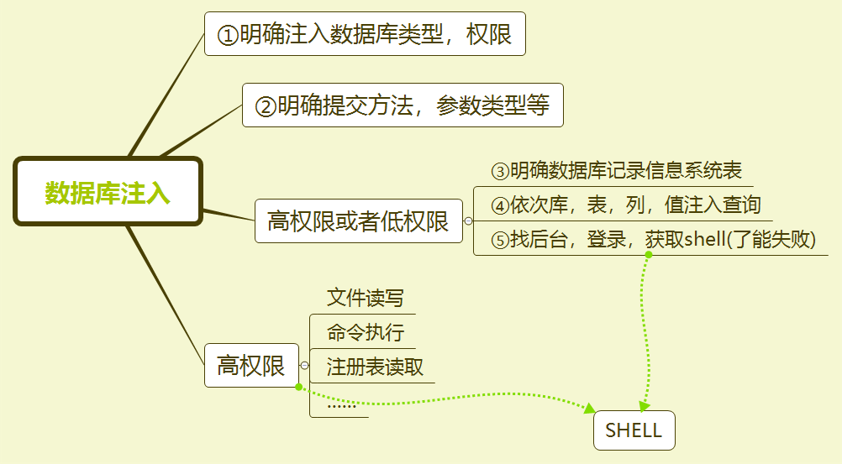 ①明确注入数据库类型，权限
②明确提交方法，参数类型等
数据库注入
高权限或者低权限
③明确数据库记录信息系统表
④依次库，表，列，值注入查询
⑤找后台，登录，获取shell(了能失败)
高权限
文件读写
命令执行
注册表读取
......
SHELL